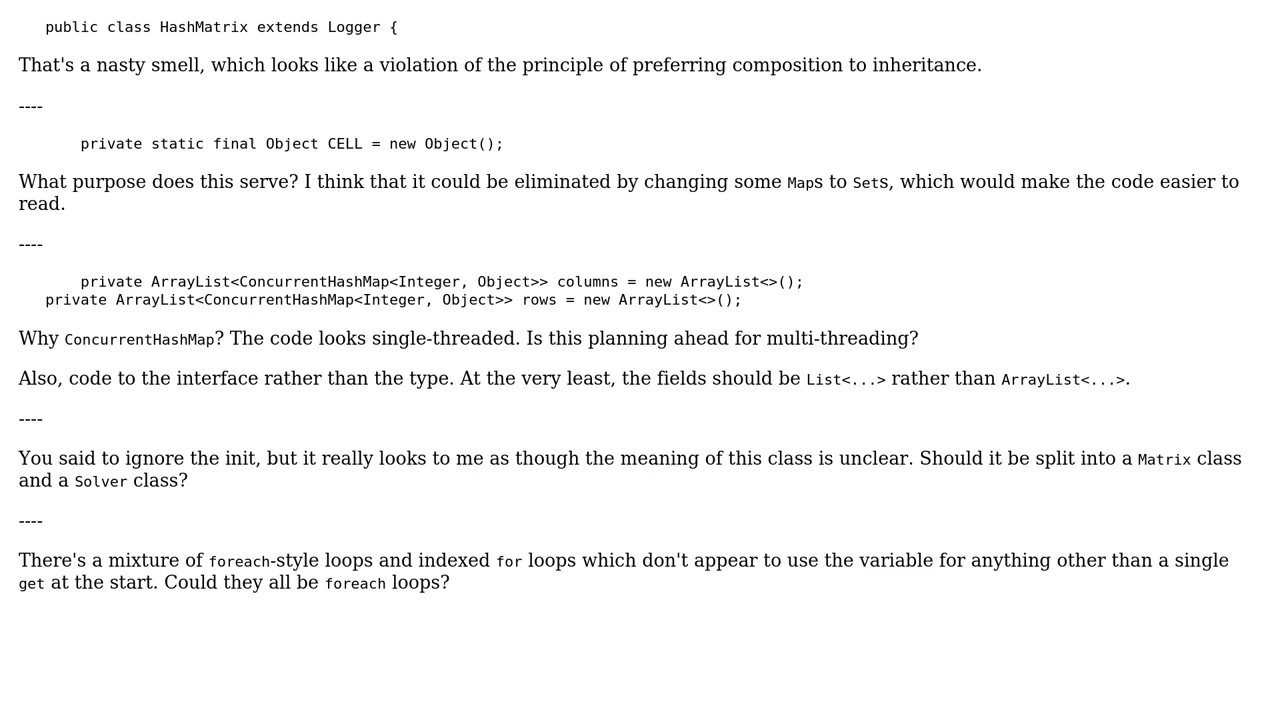 public class HashMatrix extends Logger {
That's a nasty smell, which looks like a violation of the principle of preferring composition to inheritance.
----
private static final Object CELL = new Object();
What purpose does this serve? I think that it could be eliminated by changing some Maps to Sets, which would make the code easier to
read.
----
private ArrayList<ConcurrentHashMap<Integer, Object>> columns = new ArrayList<>();
private ArrayList<ConcurrentHashMap<Integer, Object>> rows = new ArrayList<>();
Why ConcurrentHashMap? The code looks single-threaded. Is this planning ahead for multi-threading?
Also, code to the interface rather than the type. At the very least, the fields should be List<...> rather than ArrayList<...>.
----
You said to ignore the init, but it really looks to me as though the meaning of this class is unclear. Should it be split into a Matrix class
and a Solver class?
----
There's a mixture of foreach-style loops and indexed for loops which don't appear to use the variable for anything other than a single
get at the start. Could they all be foreach loops?